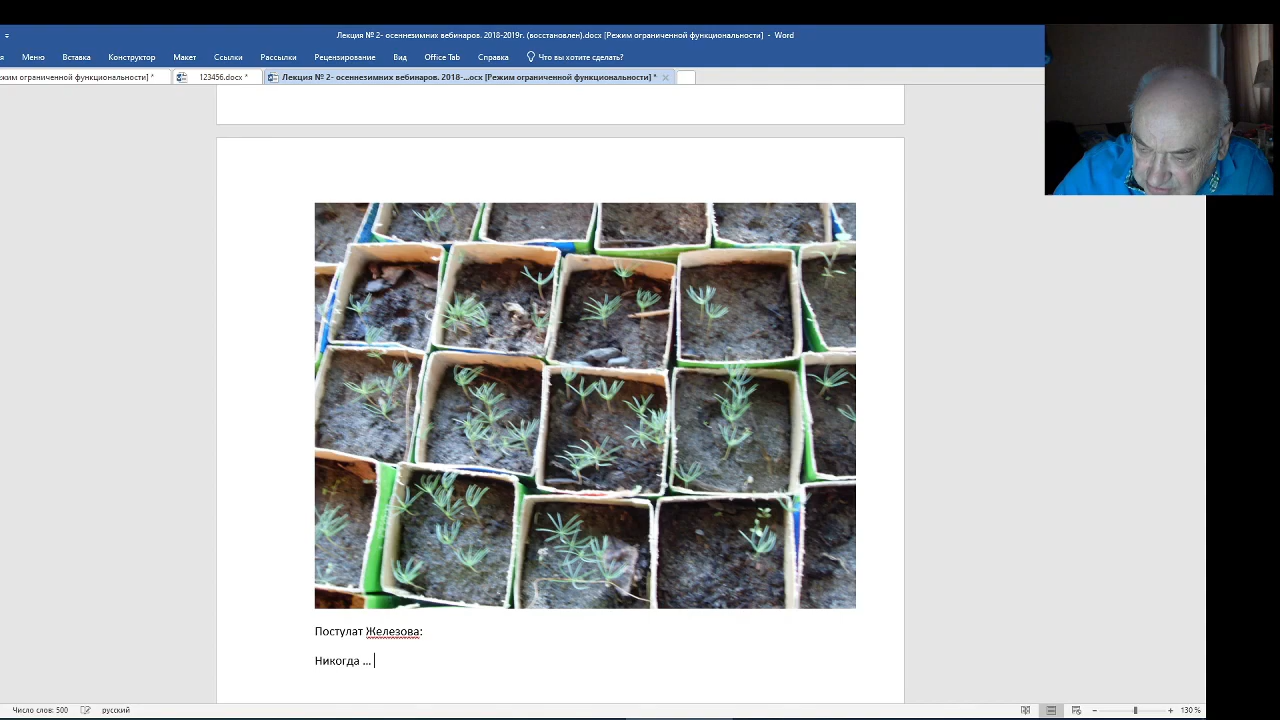 Лекция № 2- осеннезимних вебинаров. 2018-2019г. (восстановлен).docx [Режим ограниченной функциональности] - Word
Меню Вставка Конструктор Макет Ссылки Рассылки Рецензирование Вид Office Tab Справка Что вы хотите сделать?
ежим ограниченной функциональности] * 123456.docx * Лекция № 2- осеннезимних вебинаров. 2018-...ocx [Режим ограниченной функциональности] *
Постулат Железова:
Никогда ...
Число слов: 500 русский 130 %